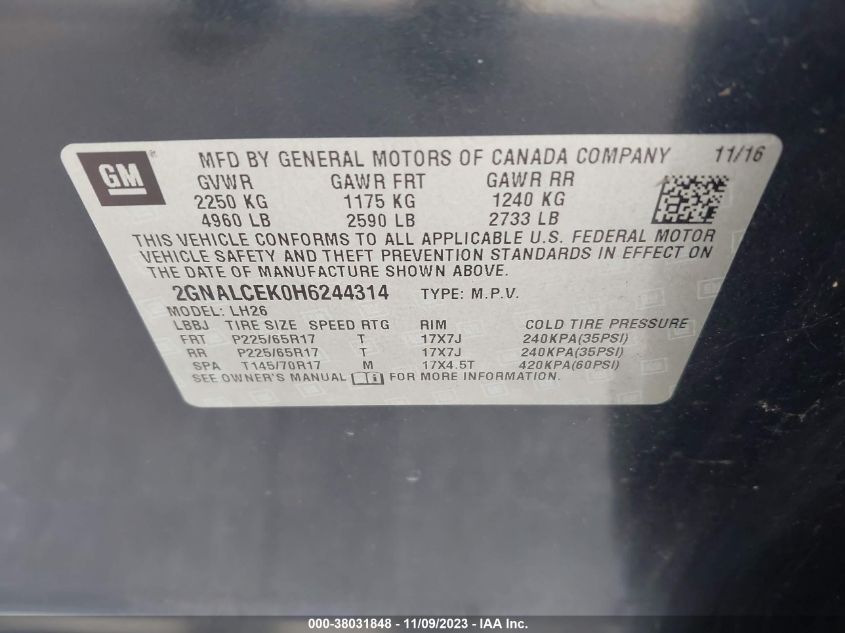 GM ® MFD BY GENERAL MOTORS OF CANADA COMPANY 11/16
GVWR GAWR FRT GAWR RR
2250 KG 1175 KG 1240 KG
4960 LB 2590 LB 2733 LB
THIS VEHICLE CONFORMS TO ALL APPLICABLE U.S. FEDERAL MOTOR
VEHICLE SAFETY AND THEFT PREVENTION STANDARDS IN EFFECT ON
THE DATE OF MANUFACTURE SHOWN ABOVE.
2GNALCEK0H6244314 TYPE: M.P.V.
MODEL: LH26
LBBJ TIRE SIZE SPEED RTG RIM COLD TIRE PRESSURE
FRT P225/65R17 T 17X7J 240KPA(35PSI)
RR P225/65R17 T 17X7J 240KPA(35PSI)
SPA T145/70R17 M 17X4.5T 420KPA(60PSI)
SEE OWNER'S MANUAL FOR MORE INFORMATION.
000-38031848 - 11/09/2023 - IAA Inc.